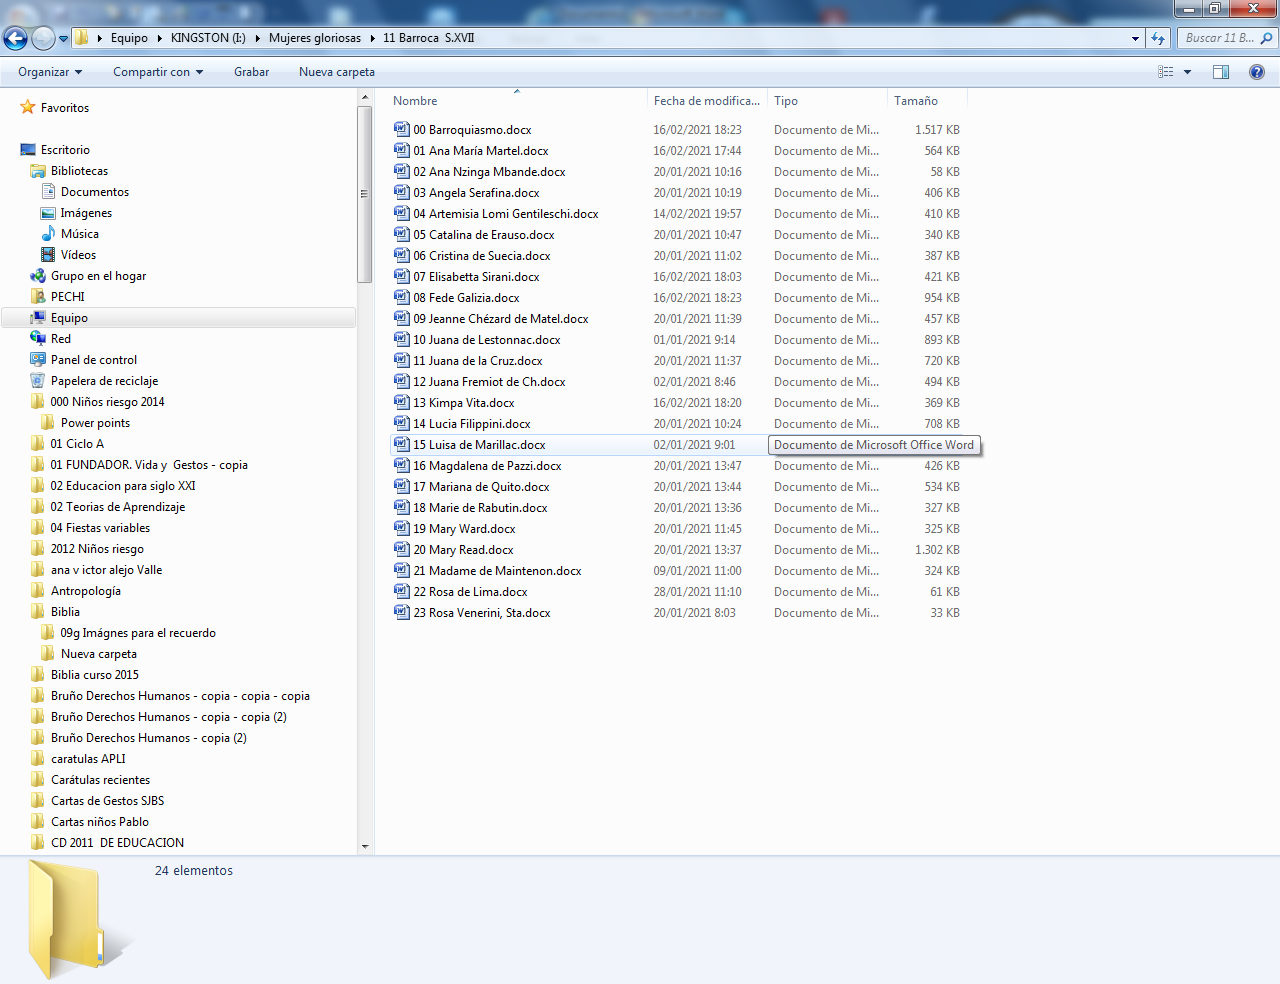 Equipo ▸ KINGSTON (I:) ▸ Mujeres gloriosas ▸ 11 Barroca S.XVII
Buscar 11 B...
Organizar Compartir con Grabar Nueva carpeta
Favoritos
Escritorio
Bibliotecas
Documentos
Imágenes
Música
Vídeos
Grupo en el hogar
PECHI
Equipo
Red
Panel de control
Papelera de reciclaje
000 Niños riesgo 2014
Power points
01 Ciclo A
01 FUNDADOR. Vida y Gestos - copia
02 Educacion para siglo XXI
02 Teorias de Aprendizaje
04 Fiestas variables
2012 Niños riesgo
ana v ictor alejo Valle
Antropología
Biblia
09g Imágnes para el recuerdo
Nueva carpeta
Biblia curso 2015
Bruño Derechos Humanos - copia - copia - copia
Bruño Derechos Humanos - copia - copia (2)
Bruño Derechos Humanos - copia (2)
caratulas APLI
Carátulas recientes
Cartas de Gestos SJBS
Cartas niños Pablo
CD 2011 DE EDUCACION
Nombre Fecha de modifica... Tipo Tamaño
00 Barroquiasmo.docx 16/02/2021 18:23 Documento de Mi... 1.517 KB
01 Ana María Martel.docx 16/02/2021 17:44 Documento de Mi... 564 KB
02 Ana Nzinga Mbande.docx 20/01/2021 10:16 Documento de Mi... 58 KB
03 Angela Serafina.docx 20/01/2021 10:19 Documento de Mi... 406 KB
04 Artemisia Lomi Gentileschi.docx 14/02/2021 19:57 Documento de Mi... 410 KB
05 Catalina de Erauso.docx 20/01/2021 10:47 Documento de Mi... 340 KB
06 Cristina de Suecia.docx 20/01/2021 11:02 Documento de Mi... 387 KB
07 Elisabetta Sirani.docx 16/02/2021 18:03 Documento de Mi... 421 KB
08 Fede Galizia.docx 16/02/2021 18:23 Documento de Mi... 954 KB
09 Jeanne Chézard de Matel.docx 20/01/2021 11:39 Documento de Mi... 457 KB
10 Juana de Lestonnac.docx 01/01/2021 9:14 Documento de Mi... 893 KB
11 Juana de la Cruz.docx 20/01/2021 11:37 Documento de Mi... 720 KB
12 Juana Fremiot de Ch.docx 02/01/2021 8:46 Documento de Mi... 494 KB
13 Kimpa Vita.docx 16/02/2021 18:20 Documento de Mi... 369 KB
14 Lucia Filippini.docx 20/01/2021 10:24 Documento de Mi... 708 KB
15 Luisa de Marillac.docx 02/01/2021 9:01 Documento de Microsoft Office Word
16 Magdalena de Pazzi.docx 20/01/2021 13:47 Documento de Mi... 426 KB
17 Mariana de Quito.docx 20/01/2021 13:44 Documento de Mi... 534 KB
18 Marie de Rabutin.docx 20/01/2021 13:36 Documento de Mi... 327 KB
19 Mary Ward.docx 20/01/2021 11:45 Documento de Mi... 325 KB
20 Mary Read.docx 20/01/2021 13:37 Documento de Mi... 1.302 KB
21 Madame de Maintenon.docx 09/01/2021 11:00 Documento de Mi... 324 KB
22 Rosa de Lima.docx 28/01/2021 11:10 Documento de Mi... 61 KB
23 Rosa Venerini, Sta.docx 20/01/2021 8:03 Documento de Mi... 33 KB
24 elementos